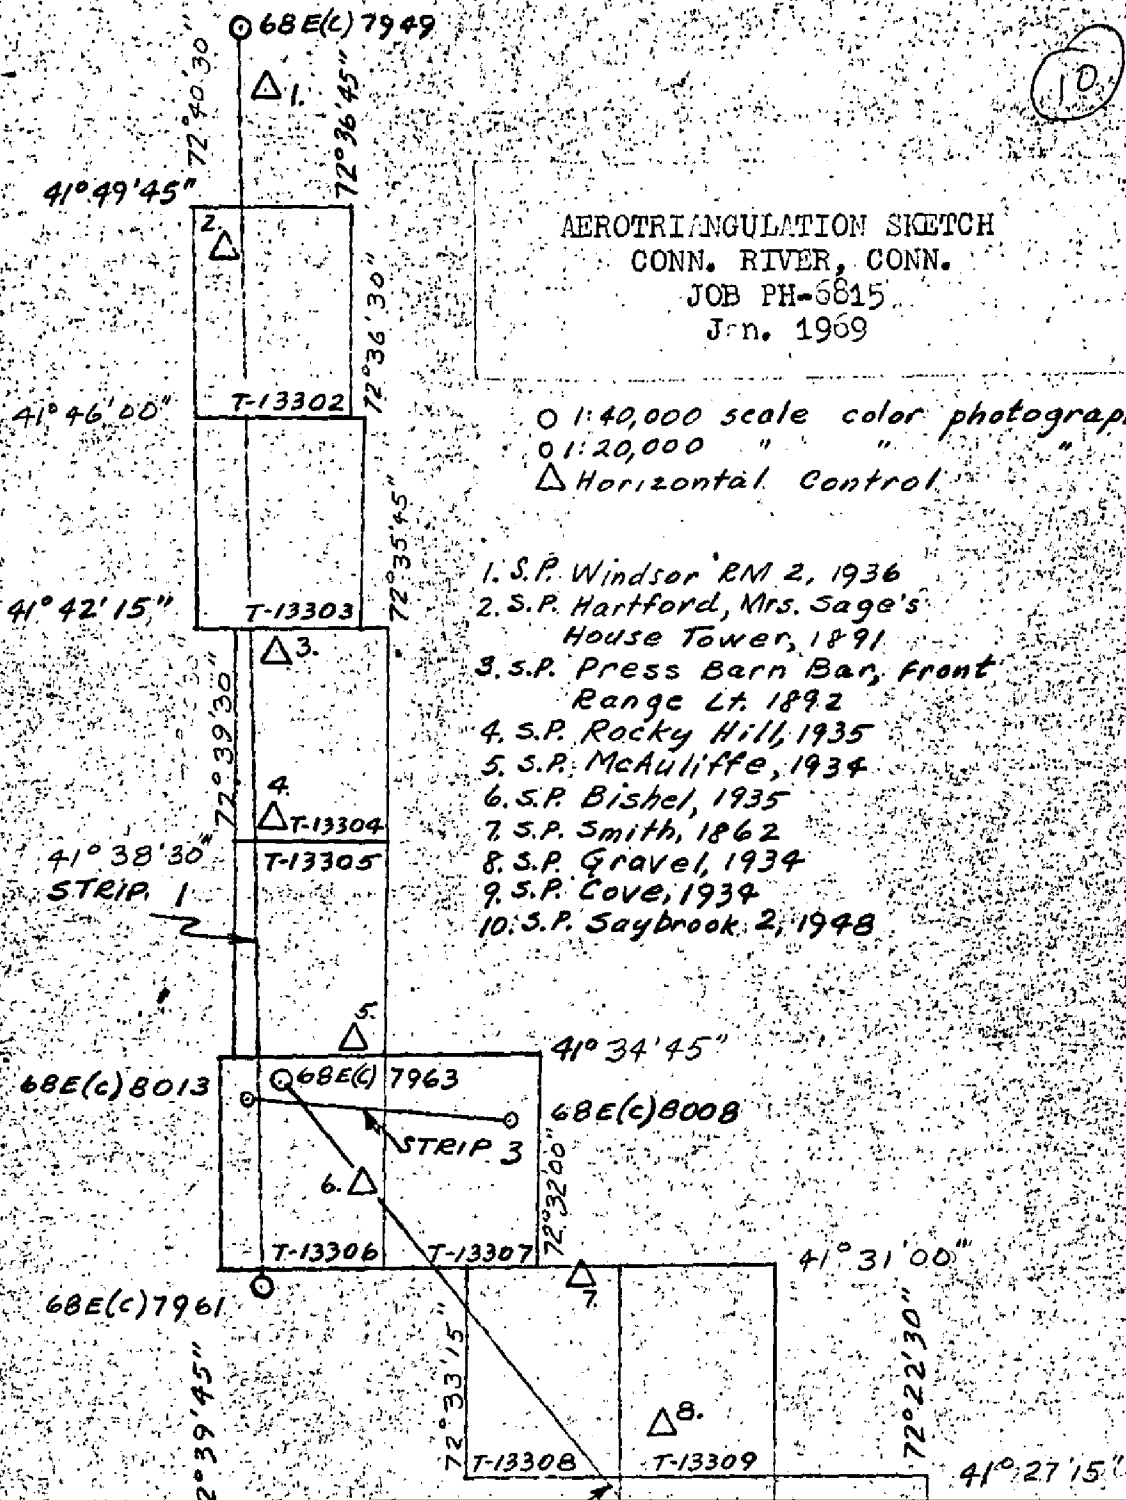 68E(C) 7949
10
72°40'30"
1.
72°36'45"
41°49'45"
2.
AEROTRIANGULATION SKETCH
CONN. RIVER, CONN.
JOB PH-6815
Jan. 1969
72°36'30"
T-13302
41°46'00"
O 1:40,000 scale color photograp
o 1:20,000 " " "
△ Horizontal Control
72°35'45"
1. S.P. Windsor RM 2, 1936
2. S.P. Hartford, Mrs. Sage's
House Tower, 1891
3. S.P. Press Barn Bar, Front
Range Lt. 1892
4. S.P. Rocky Hill, 1935
5. S.P. McAuliffe, 1934
6. S.P. Bishel, 1935
7. S.P. Smith, 1862
8. S.P. Gravel, 1934
9. S.P. Cove, 1934
10. S.P. Saybrook 2, 1948
41°42'15"
T-13303
3.
72°39'30"
4.
T-13304
41°38'30"
T-13305
STRIP 1
5.
41°34'45"
68E(C) 8013
68E(C) 7963
68E(C) 8008
STRIP 3
6.
72°32'00"
T-13306
T-13307
41°31'00"
68E(C) 7961
7.
72°33'15"
72°22'30"
2°39'45"
8.
T-13308
T-13309
41°27'15"